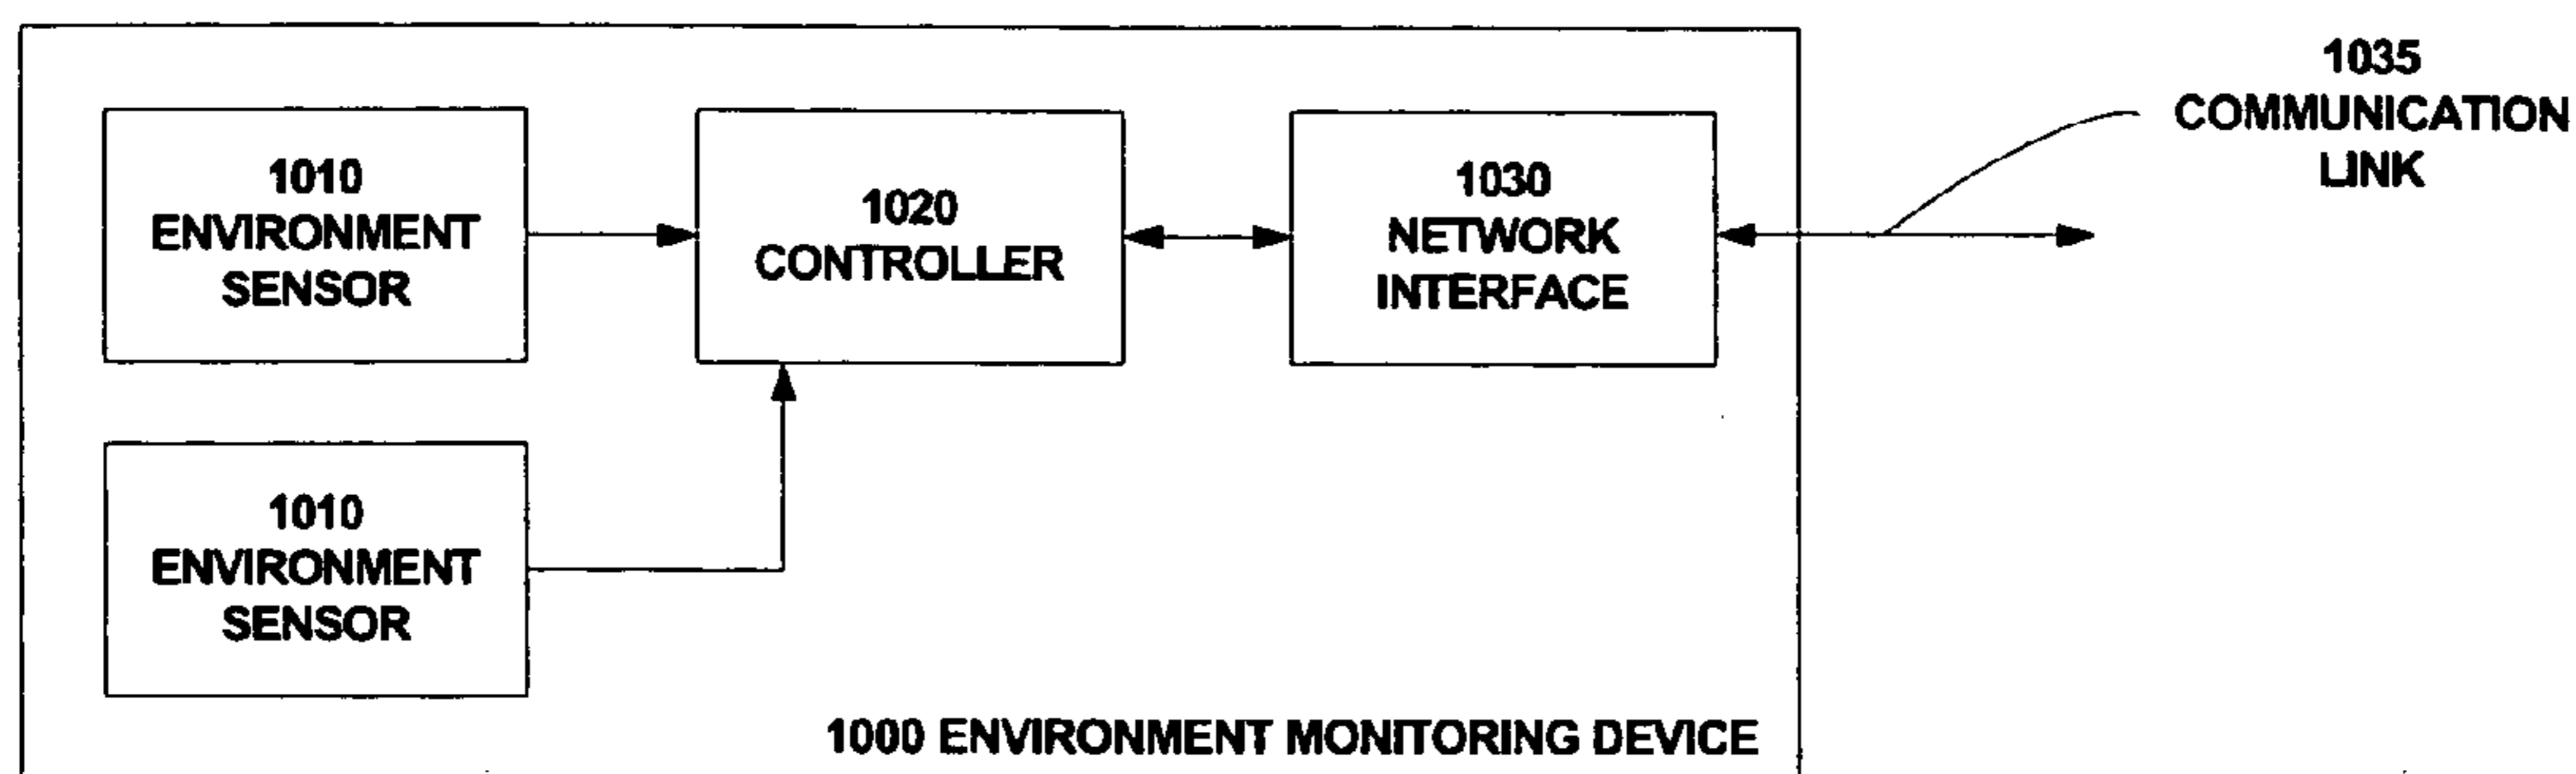 1035
COMMUNICATION
LINK
1010
ENVIRONMENT
SENSOR
1020
CONTROLLER
1030
NETWORK
INTERFACE
1010
ENVIRONMENT
SENSOR
1000 ENVIRONMENT MONITORING DEVICE